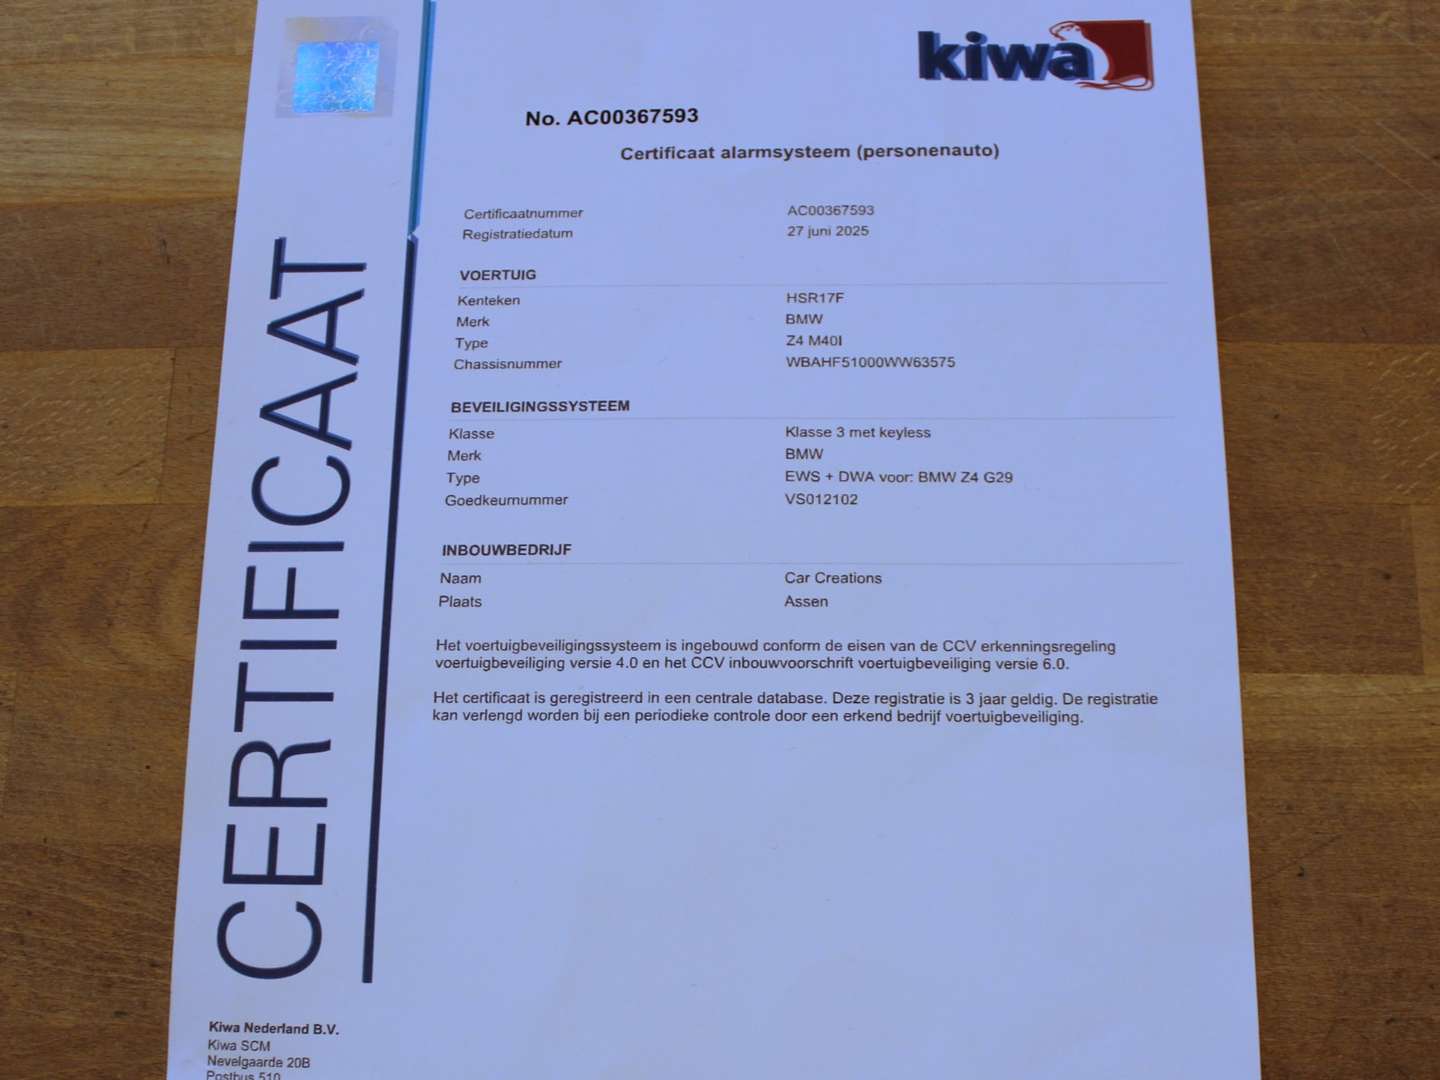 kiwa
No. AC00367593
Certificaat alarmsysteem (personenauto)
Certificaatnummer AC00367593
Registratiedatum 27 juni 2025
VOERTUIG
Kenteken HSR17F
Merk BMW
Type Z4 M40I
Chassisnummer WBAHF51000WW63575
BEVEILIGINGSSYSTEEM
Klasse Klasse 3 met keyless
Merk BMW
Type EWS + DWA voor: BMW Z4 G29
Goedkeurnummer VS012102
INBOUWBEDRIJF
Naam Car Creations
Plaats Assen
Het voertuigbeveiligingssysteem is ingebouwd conform de eisen van de CCV erkenningsregeling
voertuigbeveiliging versie 4.0 en het CCV inbouwvoorschrift voertuigbeveiliging versie 6.0.
Het certificaat is geregistreerd in een centrale database. Deze registratie is 3 jaar geldig. De registratie
kan verlengd worden bij een periodieke controle door een erkend bedrijf voertuigbeveiliging.
CERTIFICAAT
Kiwa Nederland B.V.
Kiwa SCM
Nevelgaarde 20B
Postbus 510